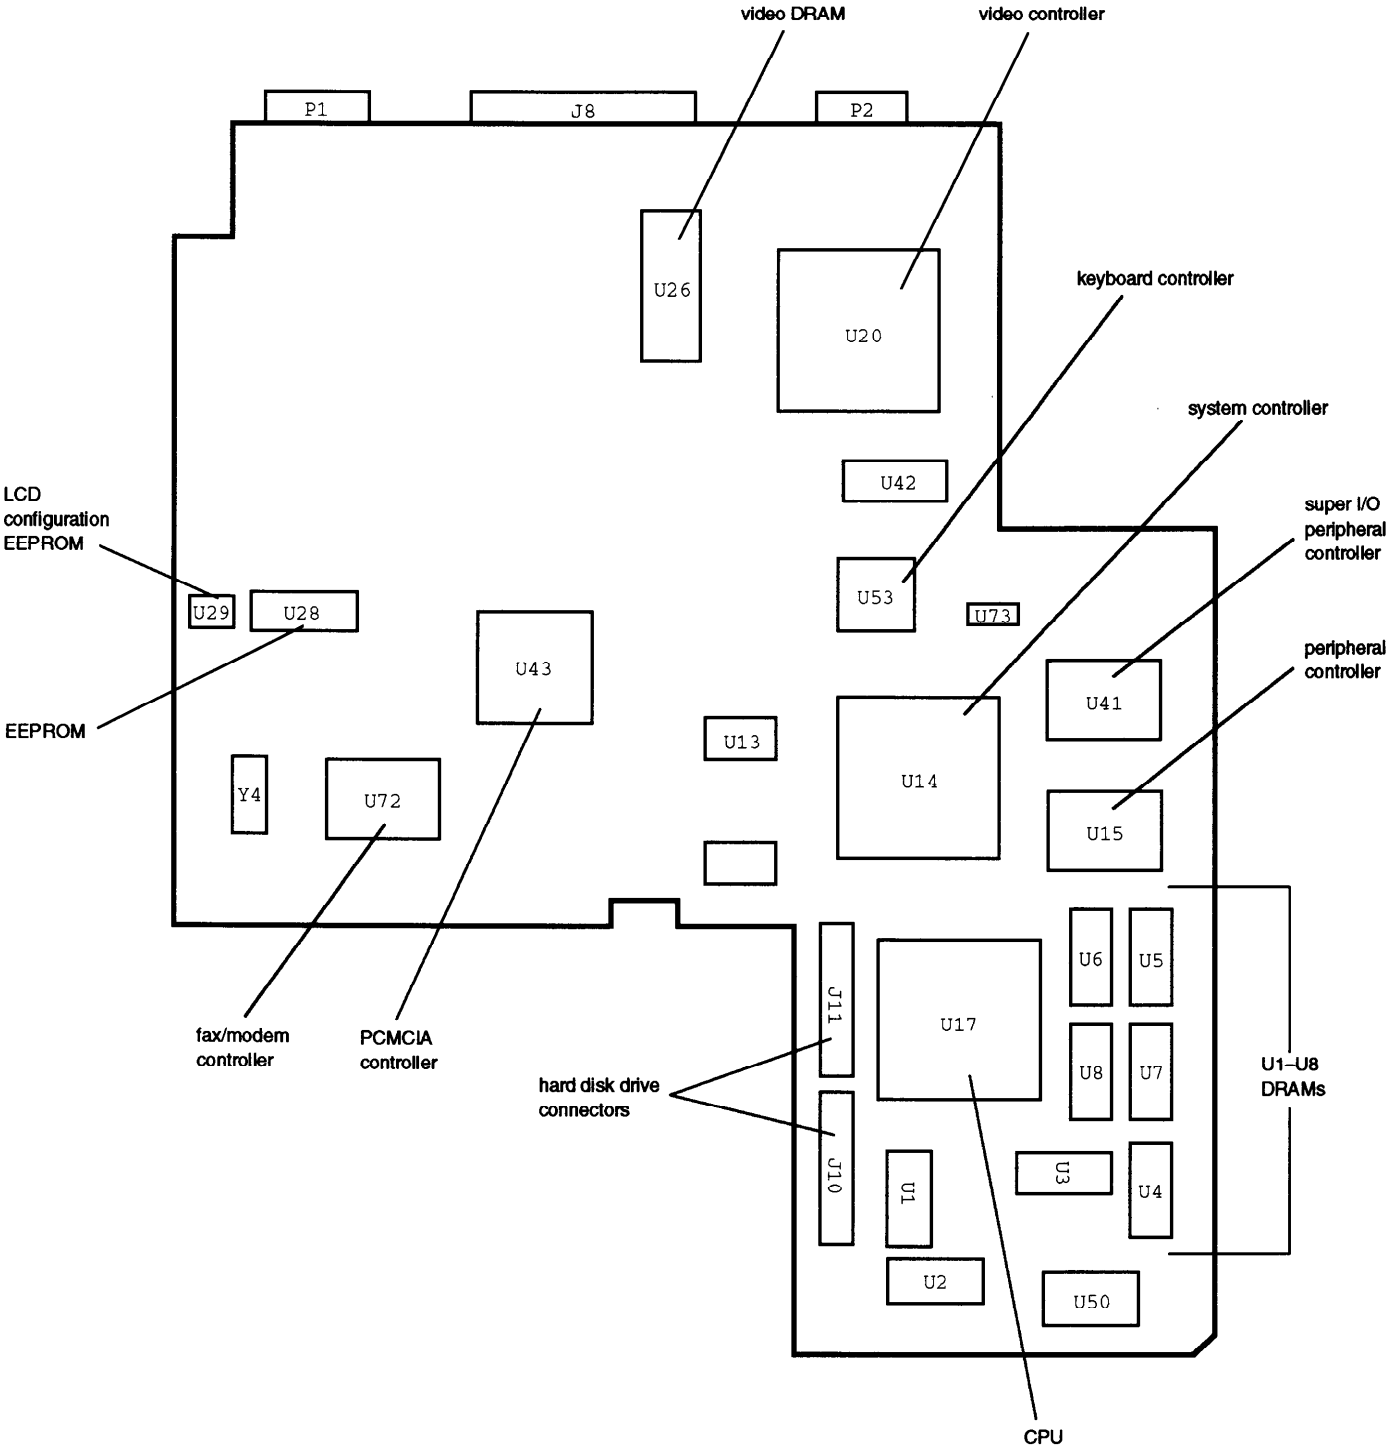 video DRAM
video controller
P1
J8
P2
U26
U20
keyboard controller
system controller
U42
LCD
configuration
EEPROM
super I/O
peripheral
controller
U53
U73
U29
U28
U43
peripheral
controller
U41
EEPROM
U13
U14
Y4
U72
U15
U6
U5
J11
U17
fax/modem
controller
PCMCIA
controller
hard disk drive
connectors
U8
U7
U1–U8
DRAMs
J10
U1
U3
U4
U2
U50
CPU